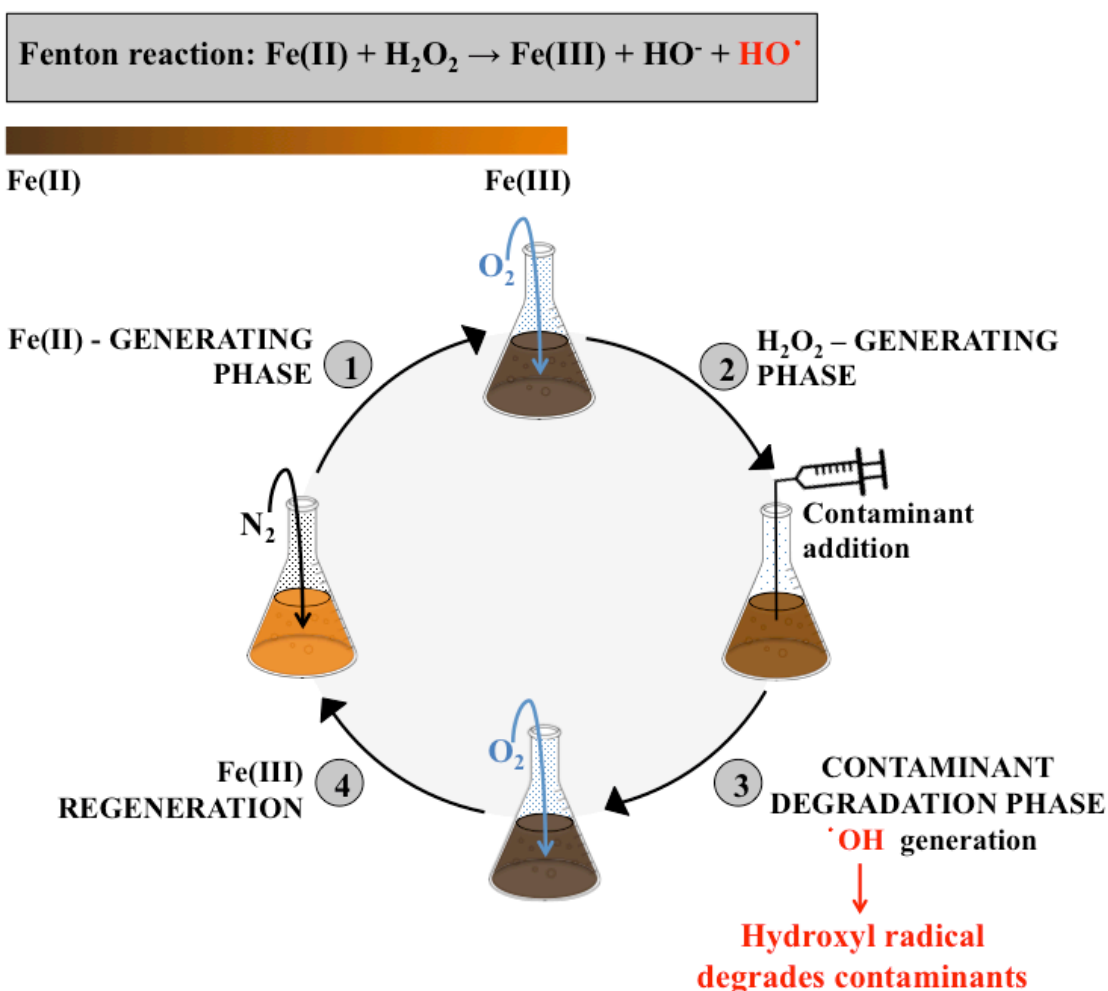 Fenton reaction: Fe(II) + H₂O₂ → Fe(III) + HO⁻ + HO˙
Fe(II)
Fe(III)
O₂
Fe(II) - GENERATING
PHASE
1
2
H₂O₂ – GENERATING
PHASE
N₂
Contaminant
addition
O₂
Fe(III)
REGENERATION
4
3
CONTAMINANT
DEGRADATION PHASE
˙OH generation
Hydroxyl radical
degrades contaminants